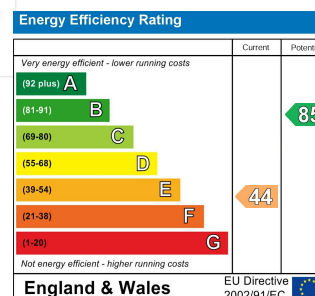 Energy Efficiency Rating
Current Potenti
Very energy efficient - lower running costs
(92 plus) A
(81-91) B
85
(69-80) C
(55-68) D
(39-54) E
44
(21-38) F
(1-20) G
Not energy efficient - higher running costs
England & Wales
EU Directive
2002/91/EC